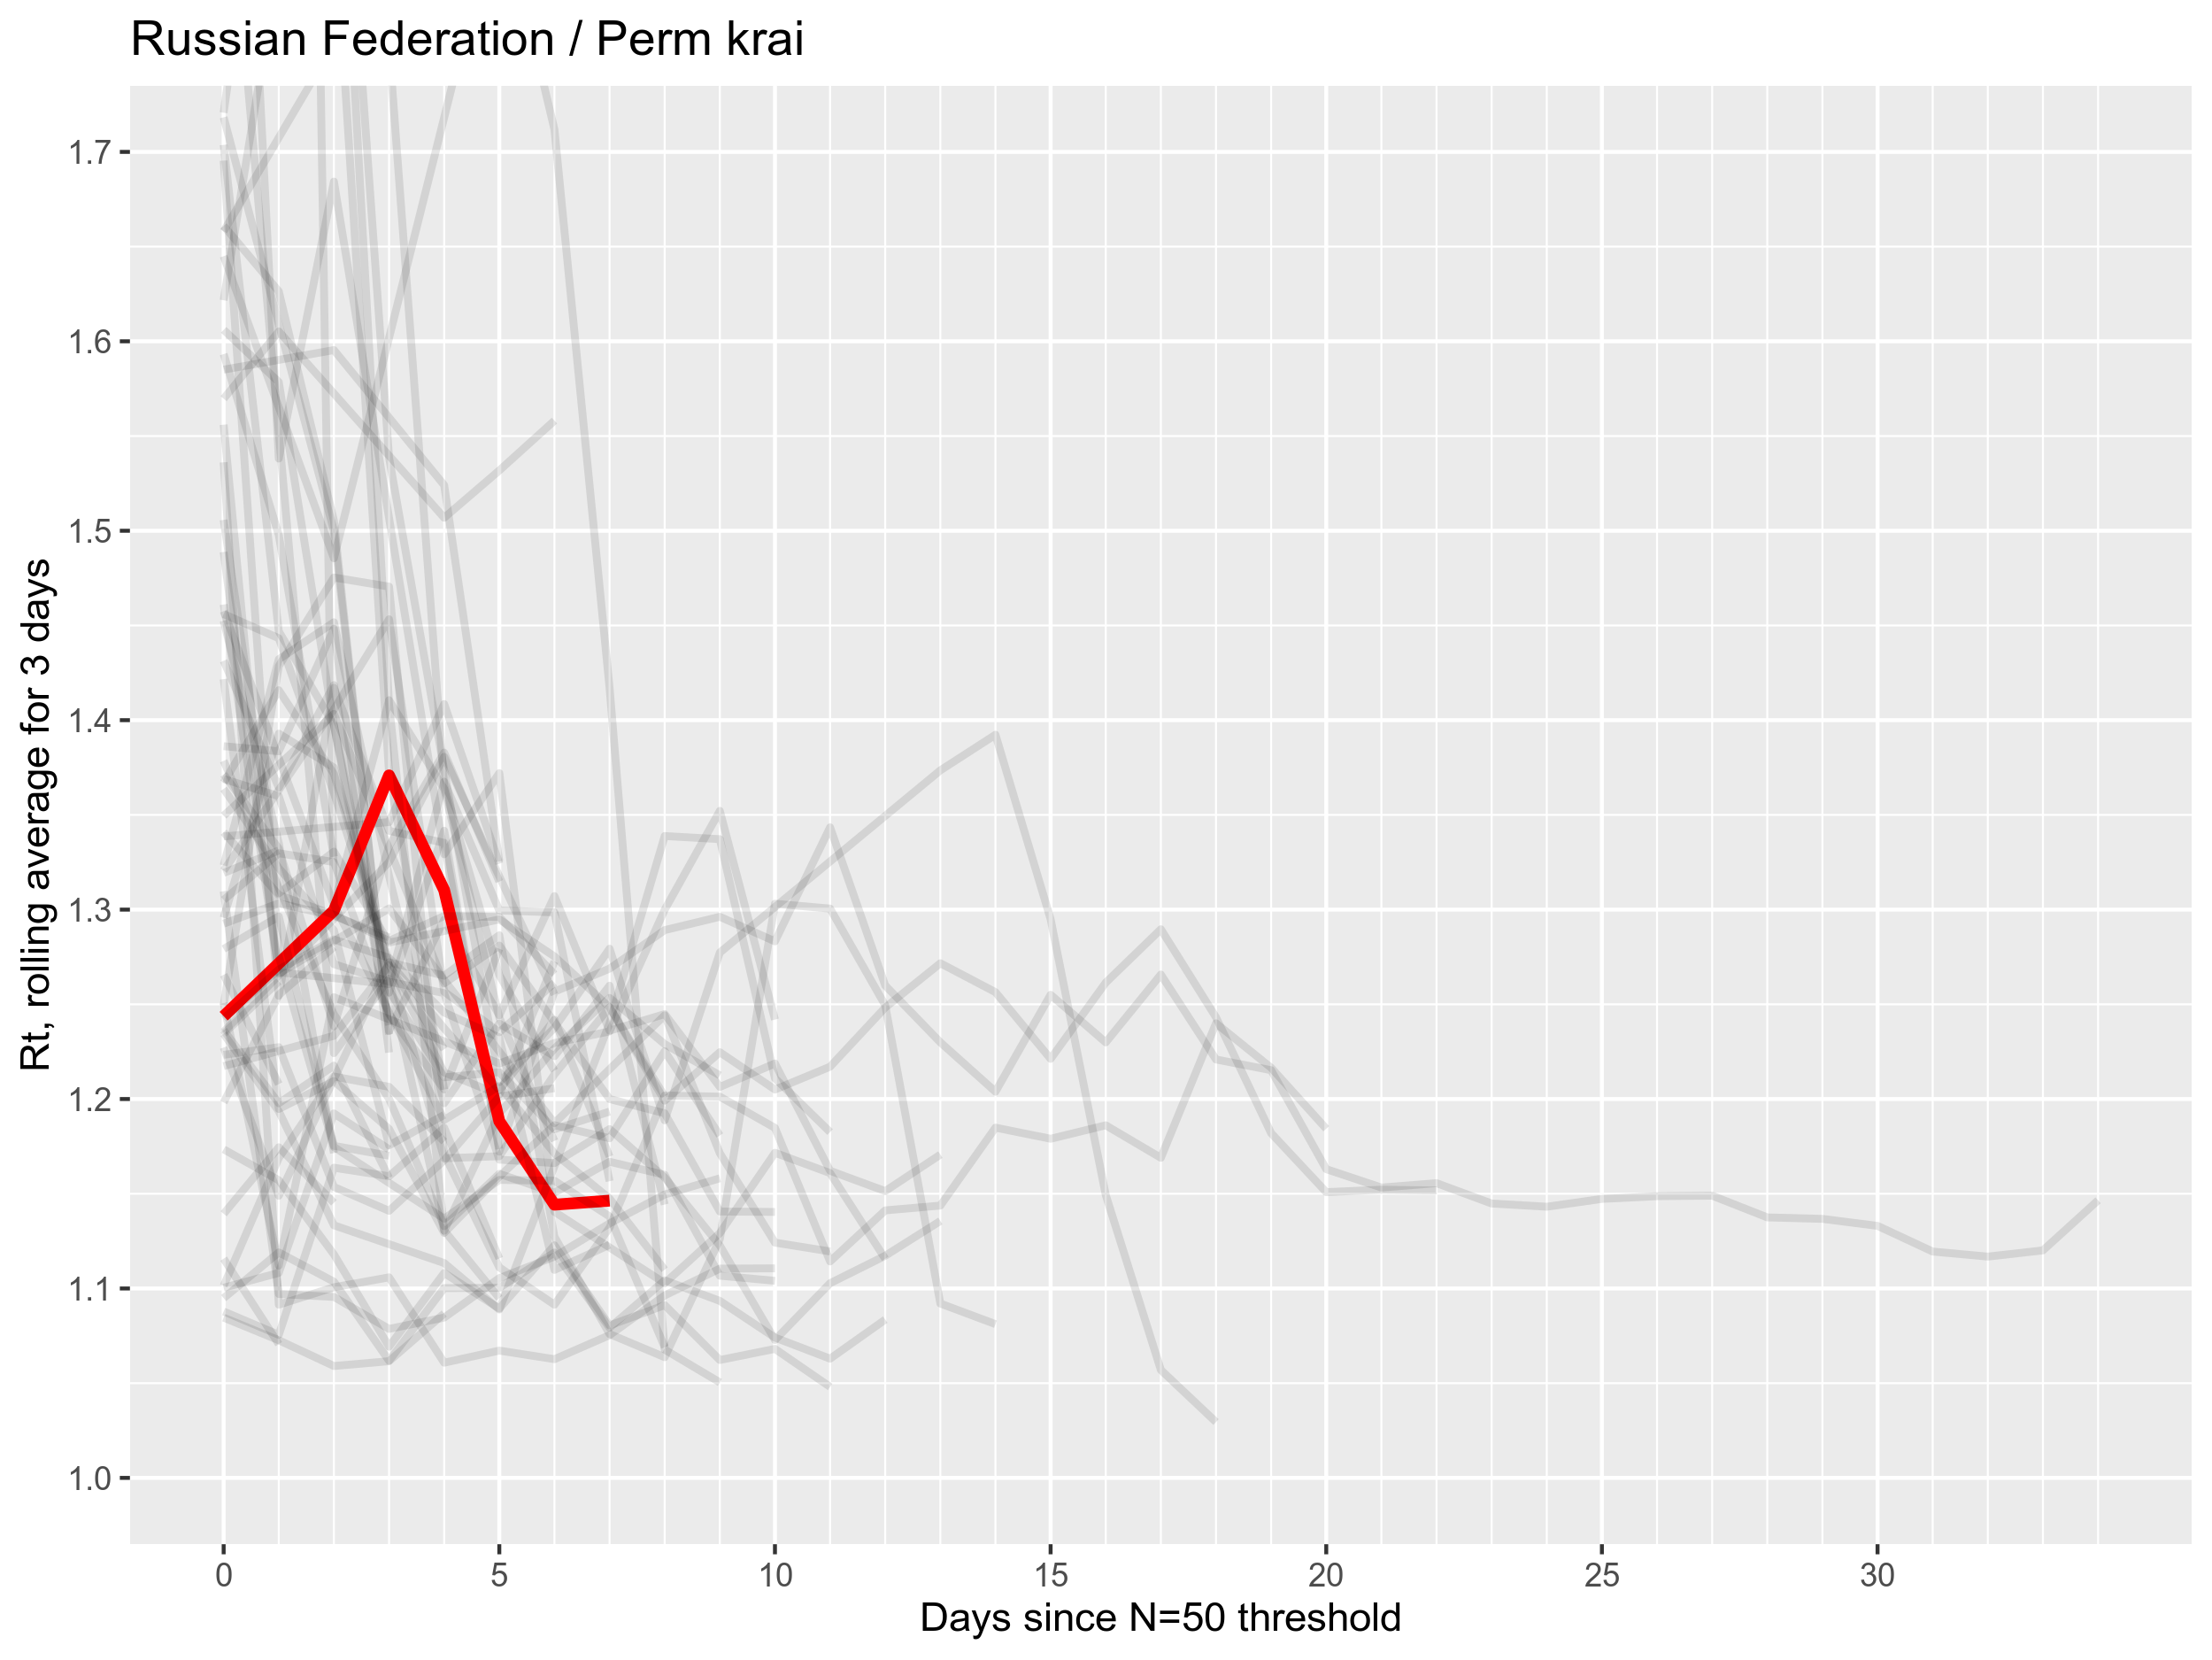 Russian Federation / Perm krai
1.7
1.6
1.5
1.4
1.3
1.2
1.1
1.0
Rt, rolling average for 3 days
0 5 10 15 20 25 30
Days since N=50 threshold